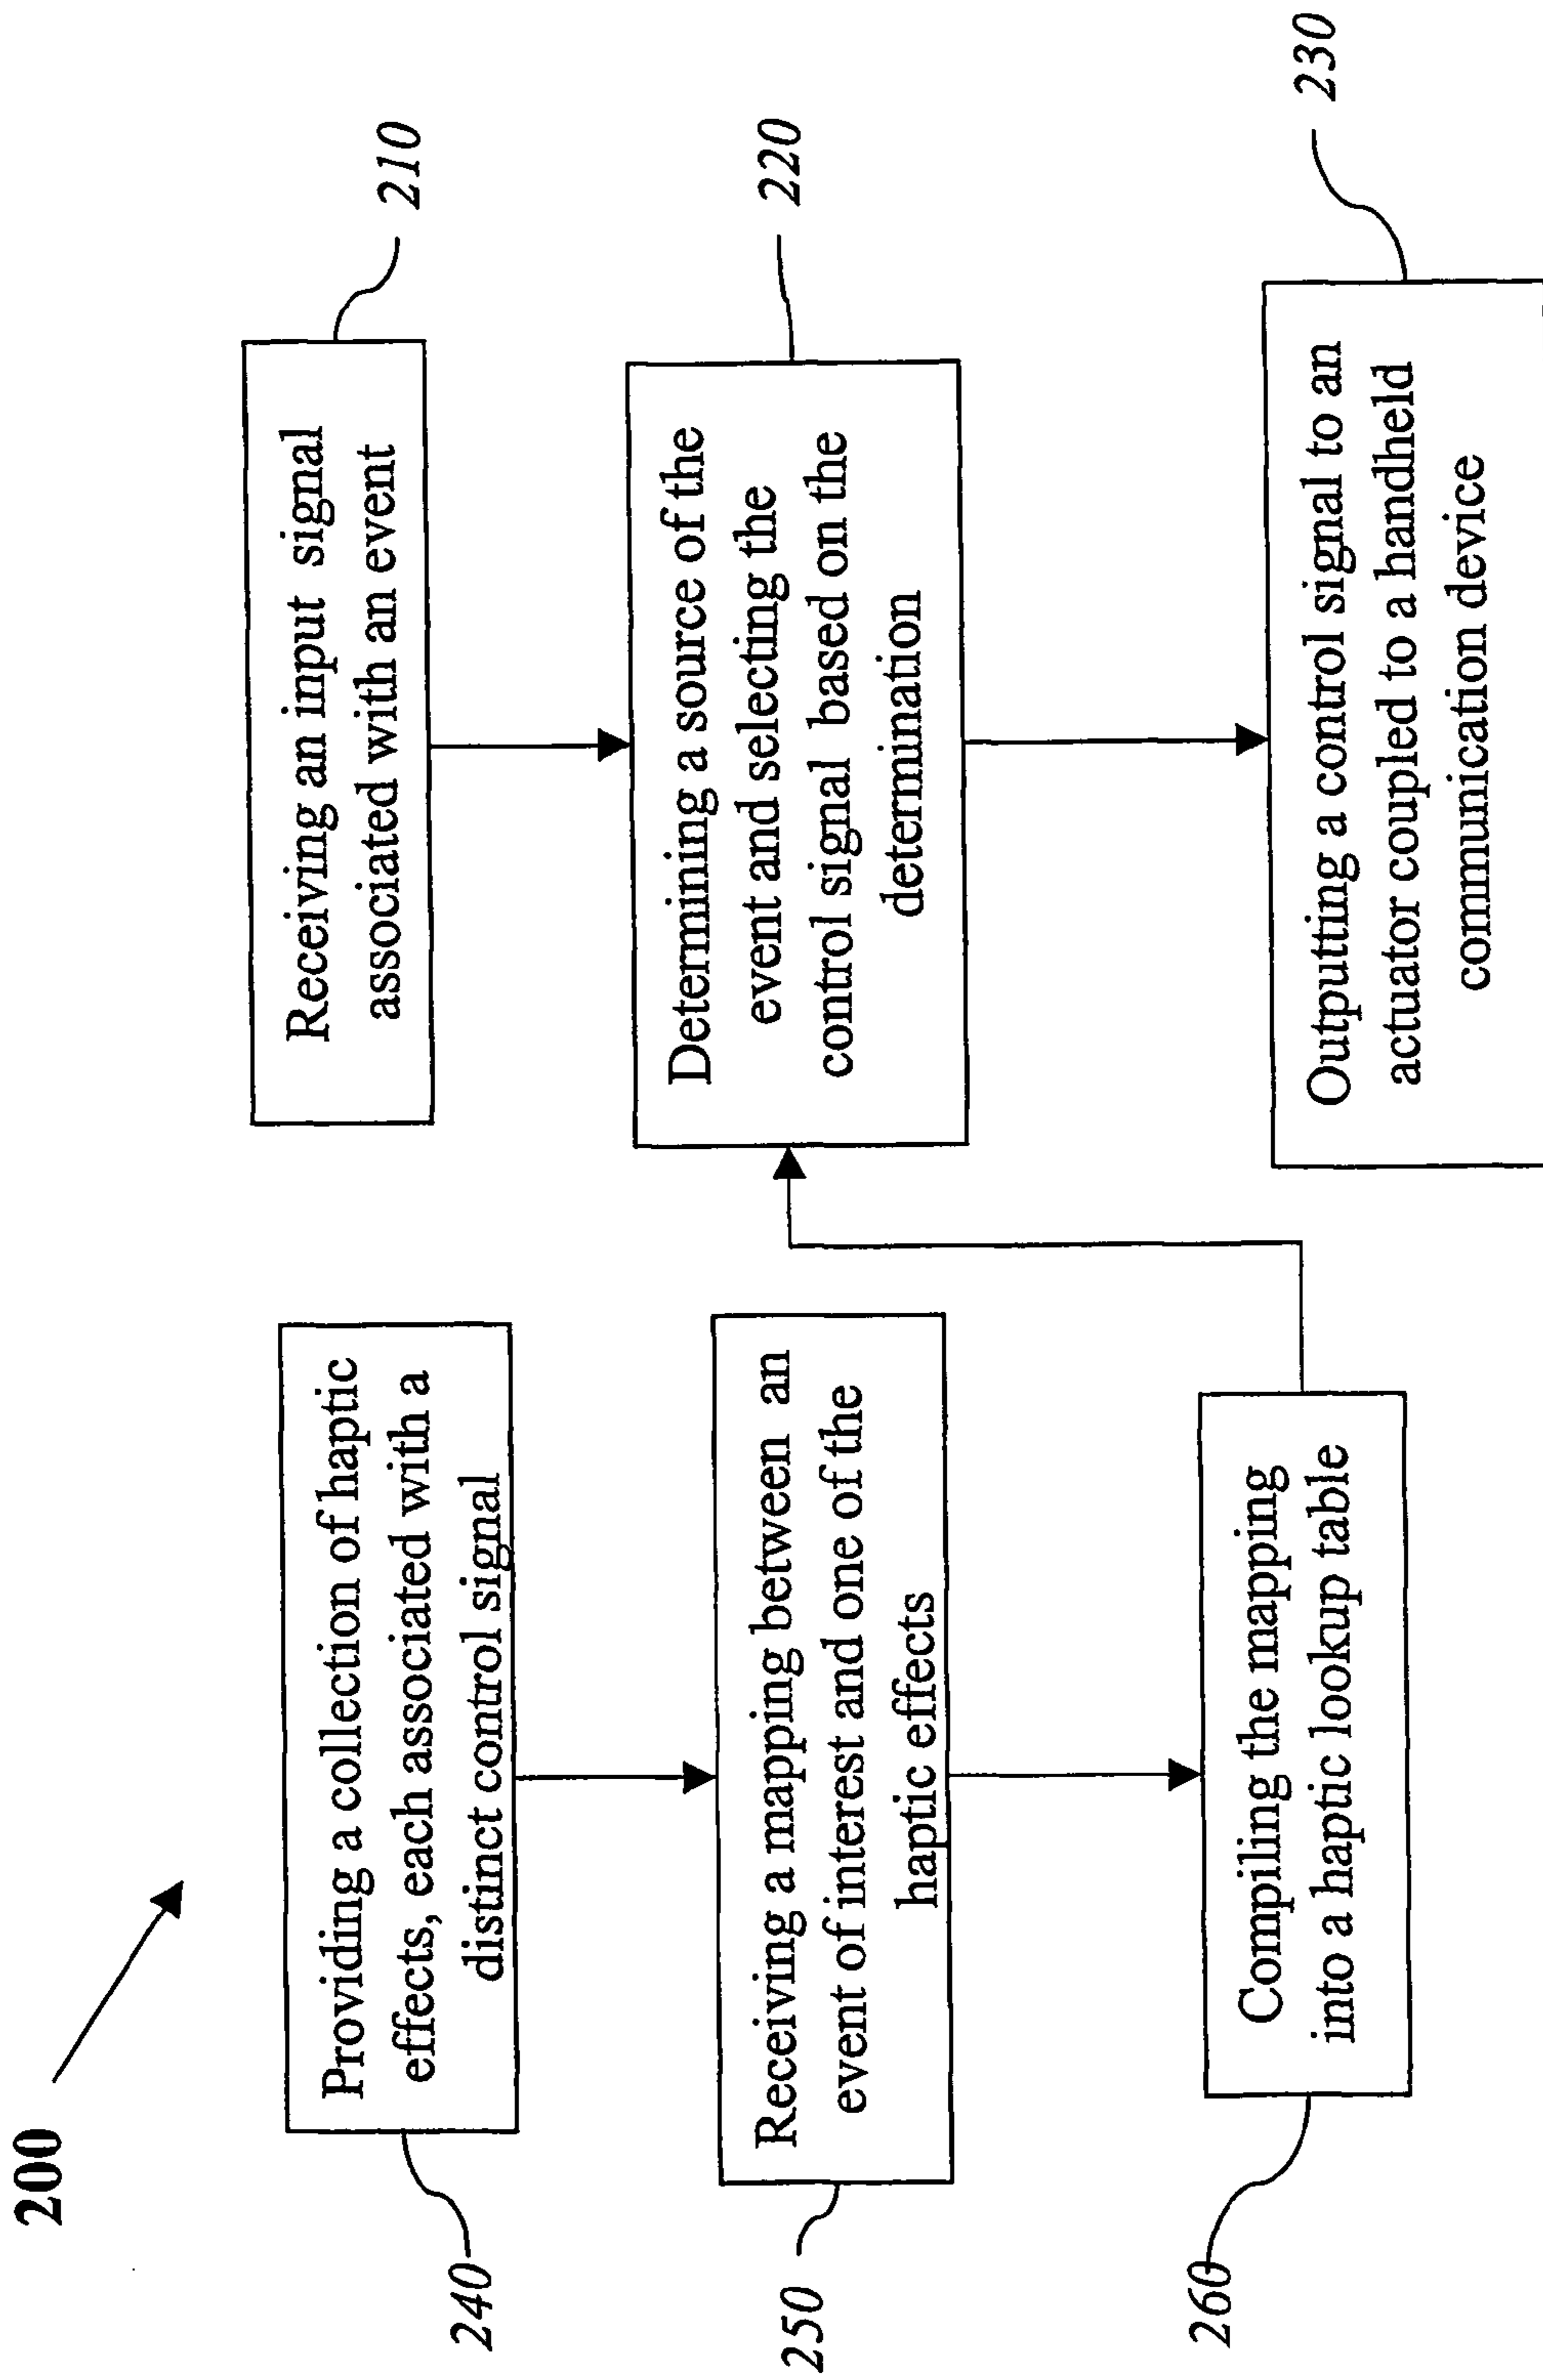 200
240
Providing a collection of haptic
effects, each associated with a
distinct control signal
250
Receiving a mapping between an
event of interest and one of the
haptic effects
260
Compiling the mapping
into a haptic lookup table
Receiving an input signal
associated with an event
210
Determining a source of the
event and selecting the
control signal based on the
determination
220
Outputting a control signal to an
actuator coupled to a handheld
communication device
230